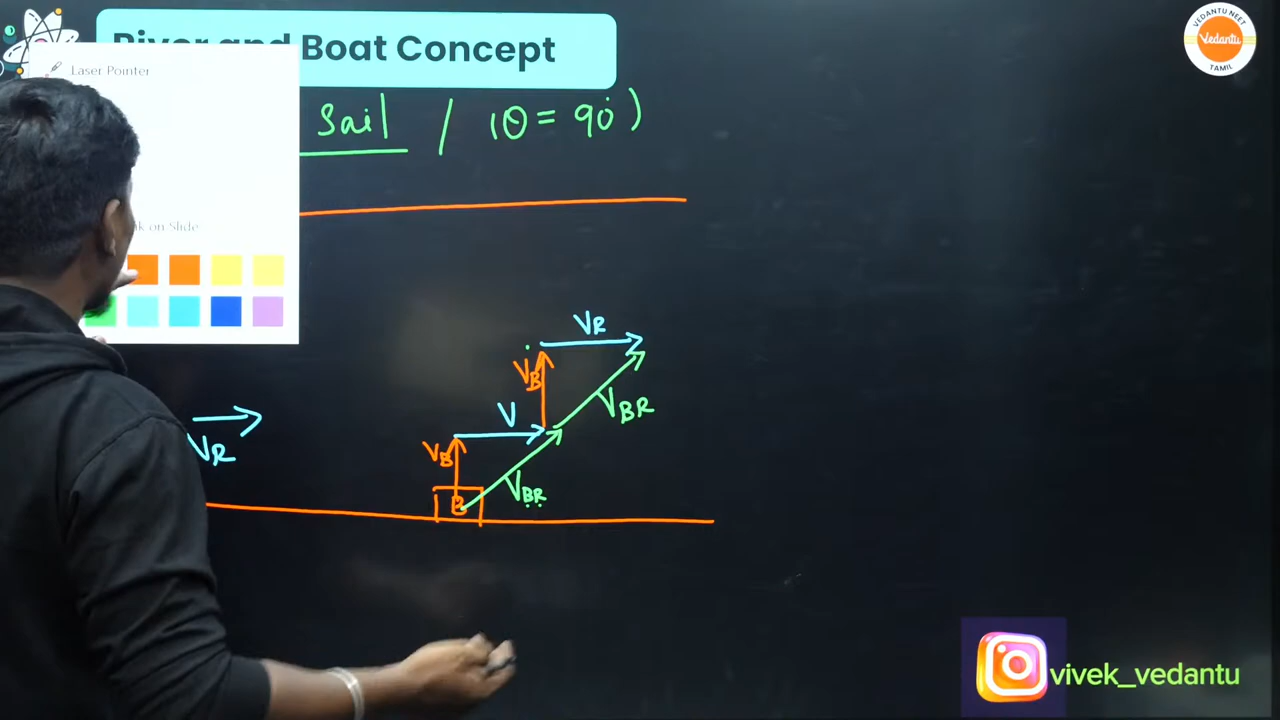 River and Boat Concept
Laser Pointer
Sail / (θ = 90°)
Ink on Slide
VR
VB
V
VB
VBR
VR
B
VBR
VEDANTU NEET
Vedantu
TAMIL
vivek_vedantu